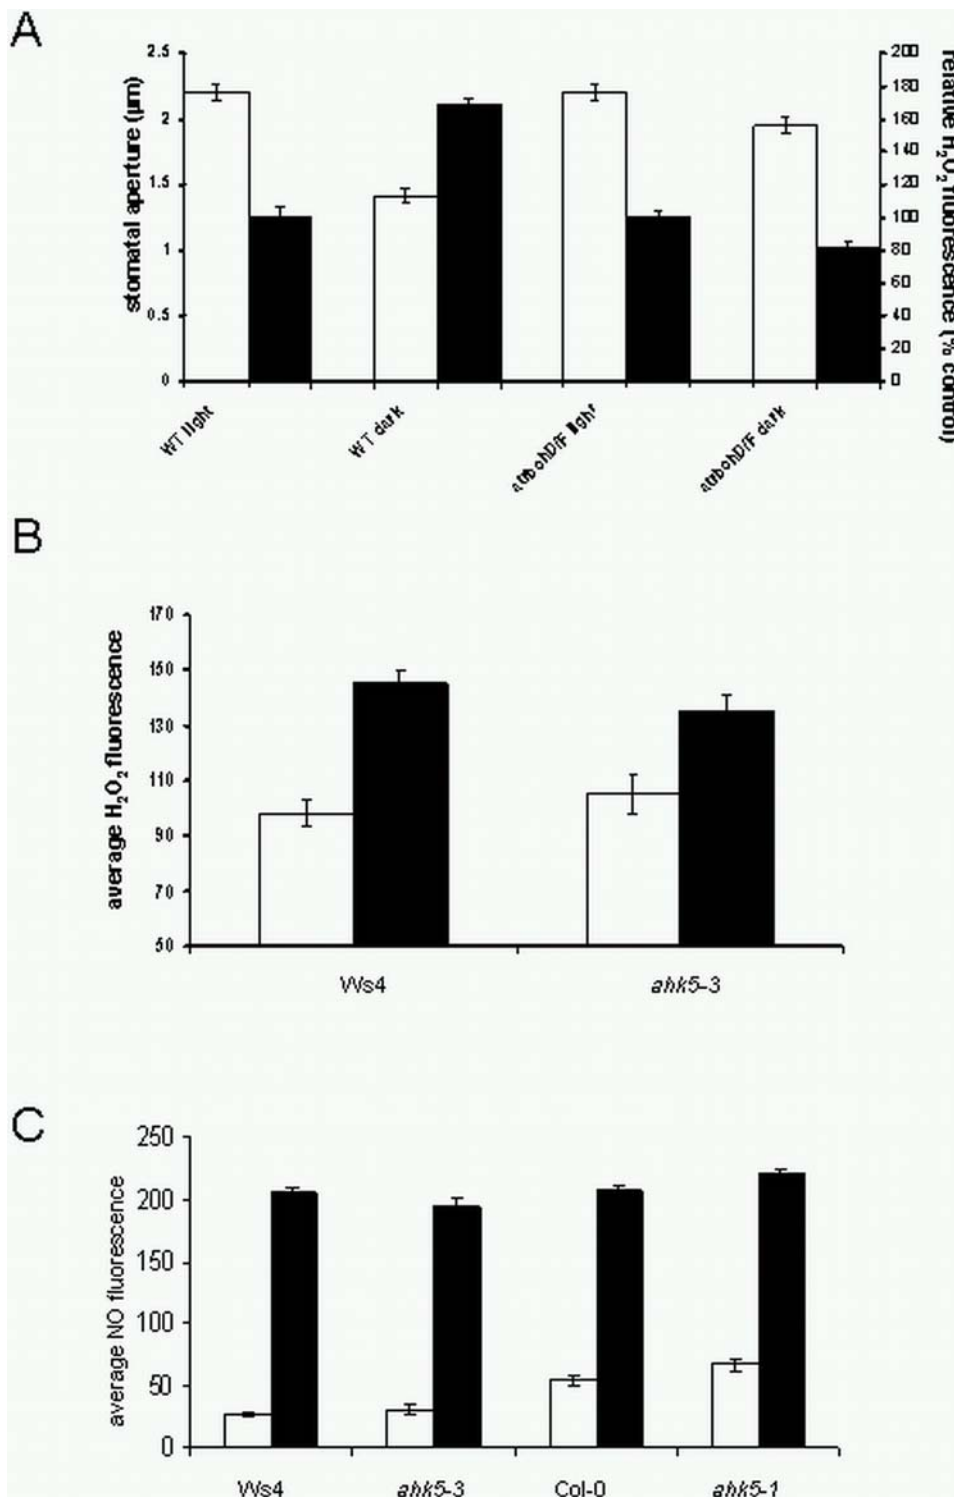 A
2.5
2
1.5
1
0.5
0
stomatal aperture (µm)
200
180
160
140
120
100
80
60
40
20
0
relative H₂O₂ fluorescence (% control)
WT light
WT dark
atrbohD/F light
atrbohD/F dark
B
170
150
130
110
90
70
50
average H₂O₂ fluorescence
Ws4
ahk5-3
C
250
200
150
100
50
0
average NO fluorescence
Ws4
ahk5-3
Col-0
ahk5-1